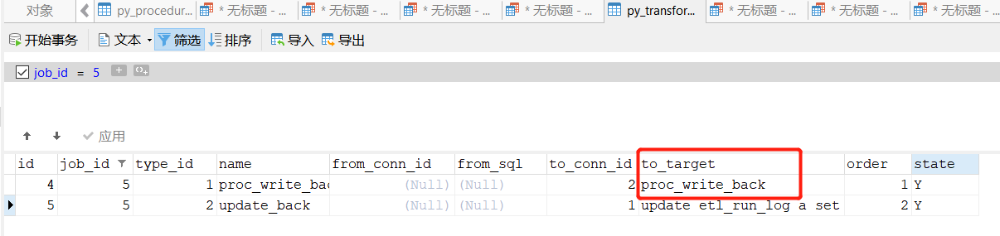 对象 py_procedur... * 无标题 - ... * 无标题 - ... * 无标题 - ... * 无标题 - ... py_transfor... * 无标题 - ... * 无标题 - ... * 无标题 - ...
开始事务 文本 筛选 排序 导入 导出
job_id = 5
应用
id job_id type_id name from_conn_id from_sql to_conn_id to_target order state
4 5 1 proc_write_bac (Null) (Null) 2 proc_write_back 1 Y
5 5 2 update_back (Null) (Null) 1 update etl_run_log a set 2 Y